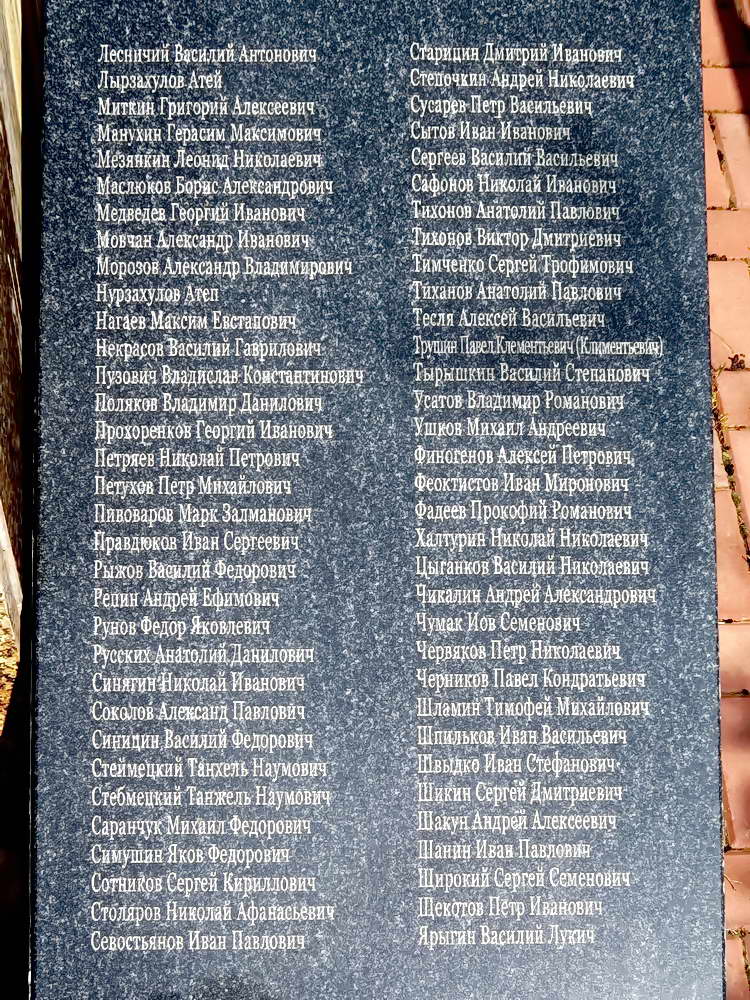 Лесничий Василий Антонович
Лырзахулов Атей
Миткин Григорий Алексеевич
Манухин Герасим Максимович
Мезянкин Леонид Николаевич
Маслюков Борис Александрович
Медведев Георгий Иванович
Мовчан Александр Иванович
Морозов Александр Владимирович
Нурзахулов Атеп
Нагаев Максим Евстапович
Некрасов Василий Гаврилович
Пузович Владислав Константинович
Поляков Владимир Данилович
Прохоренков Георгий Иванович
Петряев Николай Петрович
Петухов Петр Михайлович
Пивоваров Марк Залманович
Правдюков Иван Сергеевич
Рыжов Василий Федорович
Репин Андрей Ефимович
Рунов Федор Яковлевич
Русских Анатолий Данилович
Синягин Николай Иванович
Соколов Александ Павлович
Синицин Василий Федорович
Стеймецкий Танхель Наумович
Стебмецкий Танжель Наумович
Саранчук Михаил Федорович
Симушин Яков Федорович
Сотников Сергей Кириллович
Столяров Николай Афанасьевич
Севостьянов Иван Павлович
Старицин Дмитрий Иванович
Степочкин Андрей Николаевич
Сусарев Петр Васильевич
Сытов Иван Иванович
Сергеев Василий Васильевич
Сафонов Николай Иванович
Тихонов Анатолий Павлович
Тихонов Виктор Дмитриевич
Тимченко Сергей Трофимович
Тиханов Анатолий Павлович
Тесля Алексей Васильевич
Трушин Павел Клементьевич (Климентьевич)
Тырышкин Василий Степанович
Усатов Владимир Романович
Ушков Михаил Андреевич
Финогенов Алексей Петрович
Феоктистов Иван Миронович
Фадеев Прокофий Романович
Халтурин Николай Николаевич
Цыганков Василий Николаевич
Чикалин Андрей Александрович
Чумак Иов Семенович
Червяков Петр Николаевич
Черников Павел Кондратьевич
Шламин Тимофей Михайлович
Шпильков Иван Васильевич
Швыдко Иван Стефанович
Шикин Сергей Дмитриевич
Шакун Андрей Алексеевич
Шанин Иван Павлович
Щирокий Сергей Семенович
Щекотов Петр Иванович
Ярыгин Василий Лукич